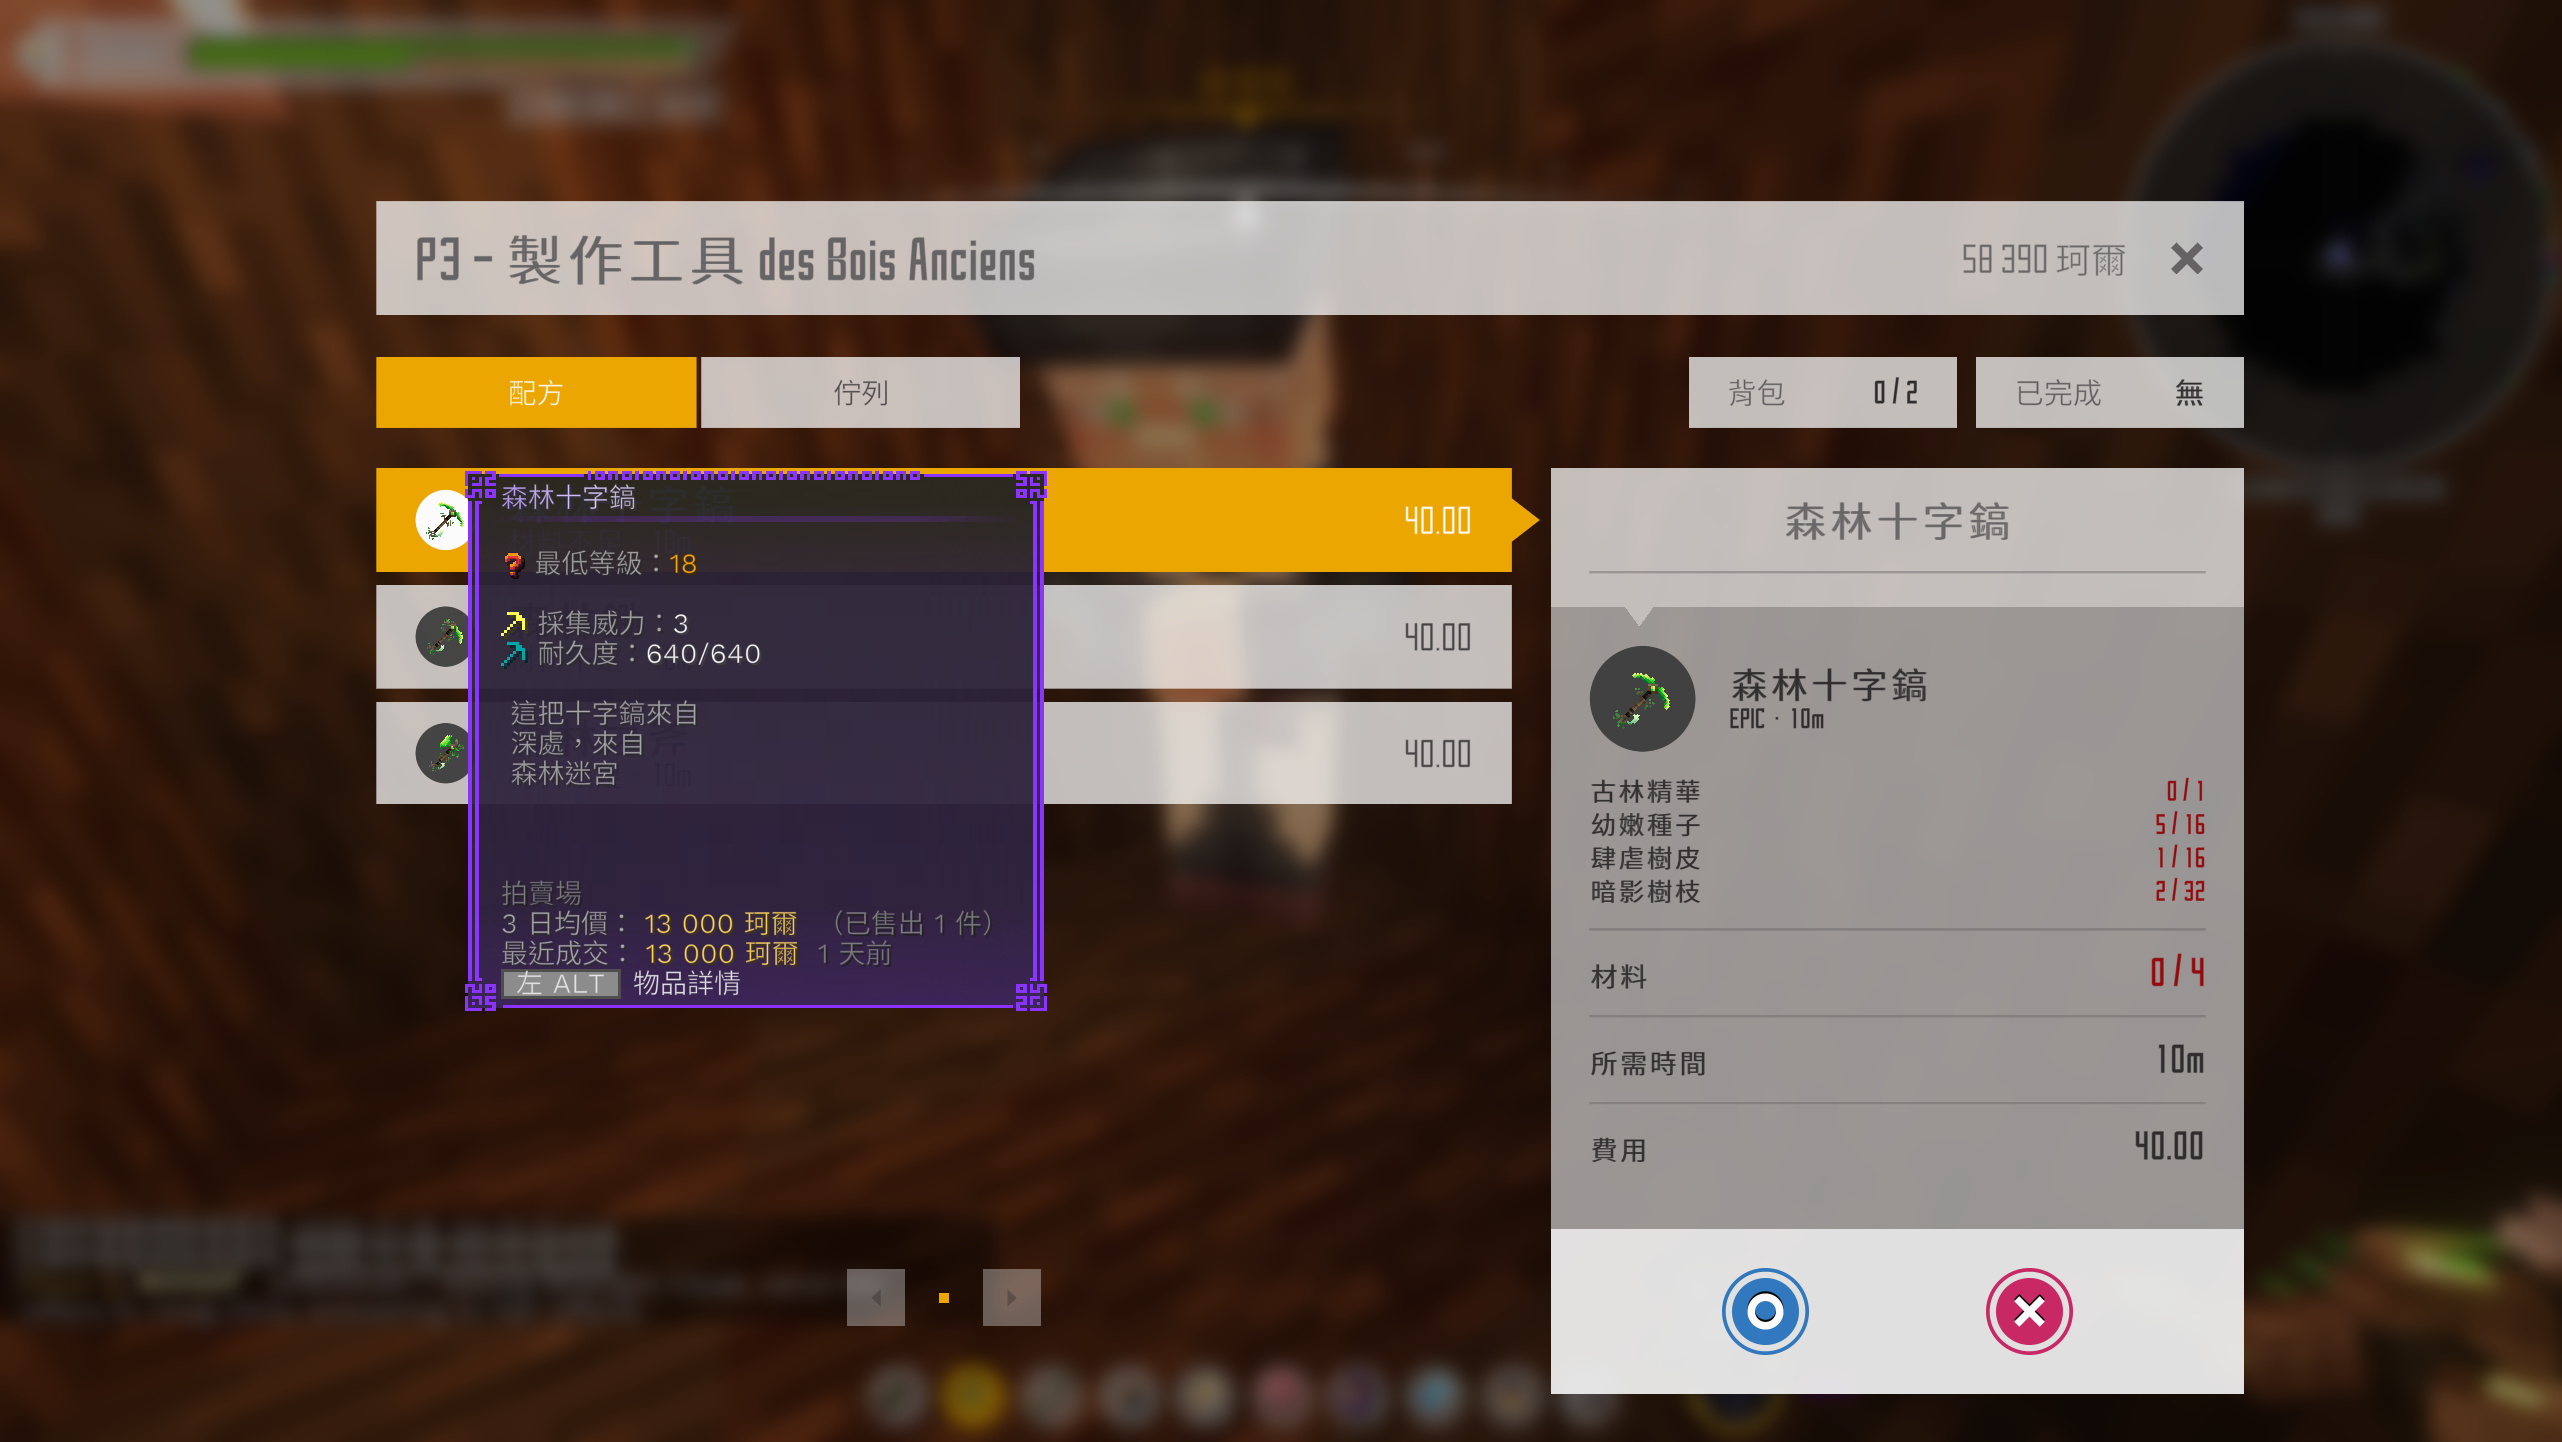 P3 - 製作工具 des Bois Anciens
58 390 珂爾
配方
佇列
背包 0/2
已完成 無
40.00
40.00
40.00
森林十字鎬
最低等級：18
採集威力：3
耐久度：640/640
這把十字鎬來自
深處，來自
森林迷宮
拍賣場
3 日均價： 13 000 珂爾 （已售出 1 件）
最近成交： 13 000 珂爾 1 天前
左 ALT 物品詳情
森林十字鎬
森林十字鎬
EPIC · 10m
古林精華 0/1
幼嫩種子 5/16
肆虐樹皮 1/16
暗影樹枝 2/32
材料 0/4
所需時間 10m
費用 40.00